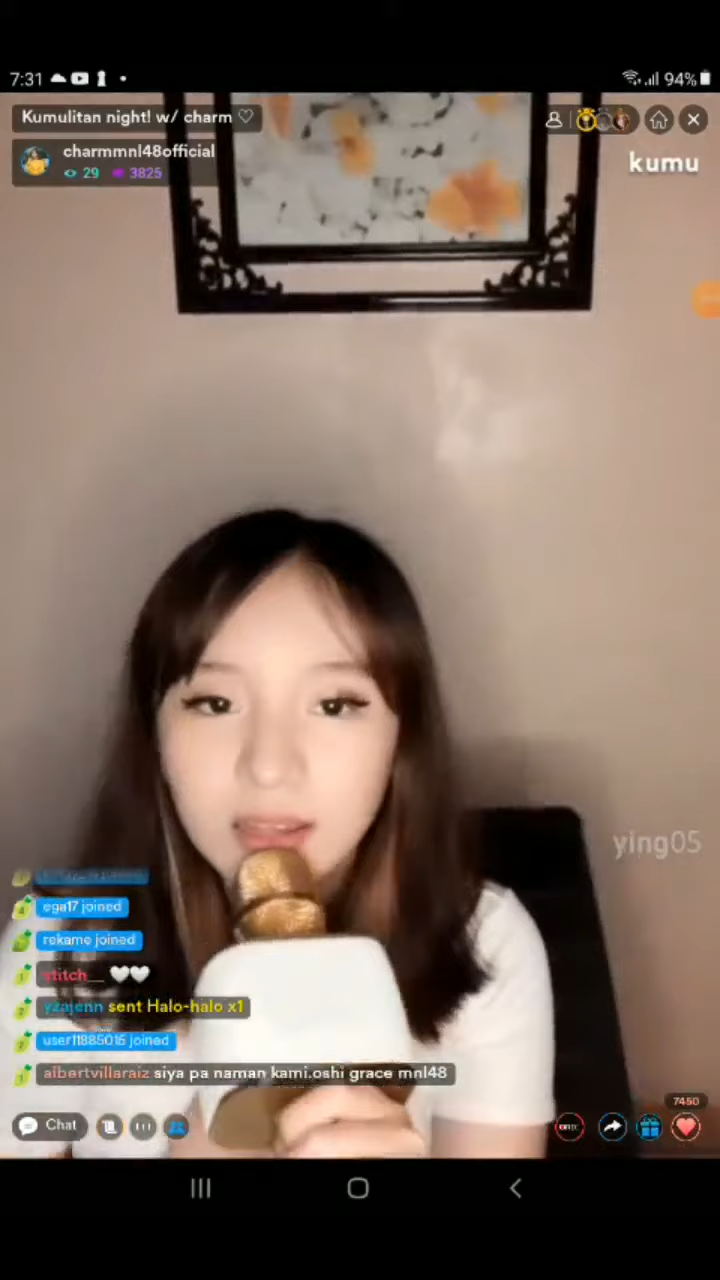 7:31
94%
Kumulitan night! w/ charm ♡
charmmnl48official
29 3825
kumu
ying05
ega17 joined
rekame joined
stitch__ 🤍🤍
yzajenn sent Halo-halo x1
user11885015 joined
albertvillaraiz siya pa naman kami.oshi grace mnl48
7450
Chat